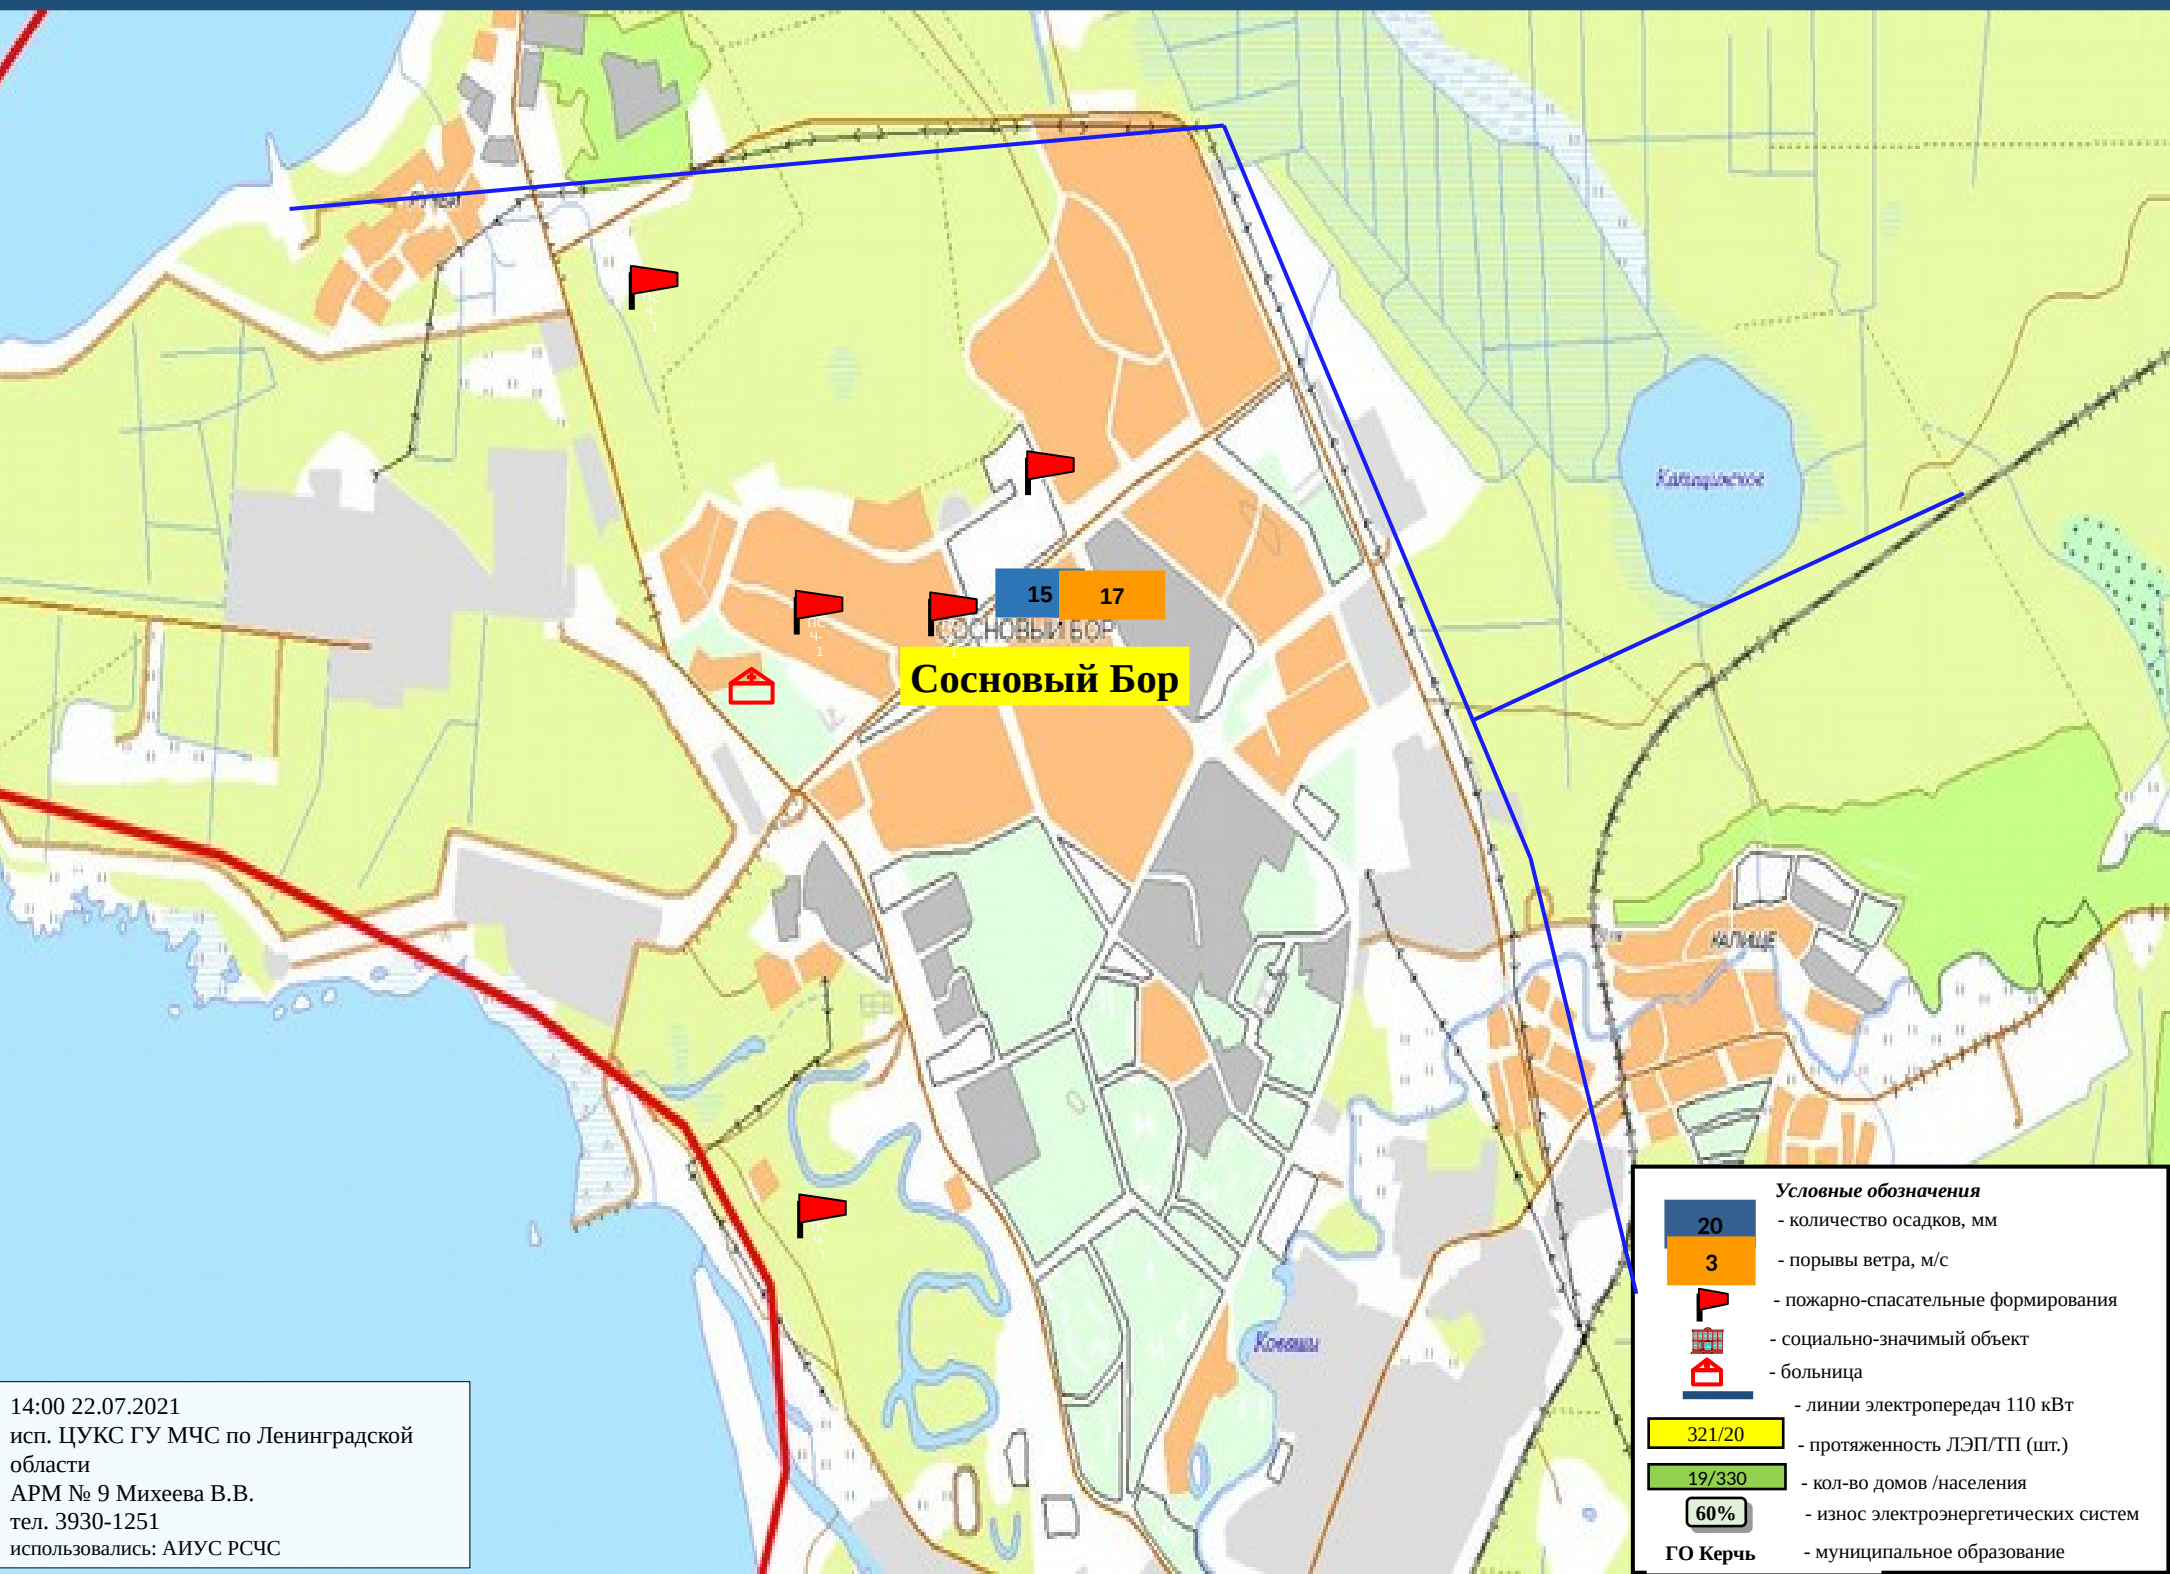 15
17
СОСНОВЫЙ БОР
Сосновый Бор
КАЛИЩЕ
Коваши
14:00 22.07.2021
исп. ЦУКС ГУ МЧС по Ленинградской
области
АРМ № 9 Михеева В.В.
тел. 3930-1251
использовались: АИУС РСЧС
Условные обозначения
20 - количество осадков, мм
3 - порывы ветра, м/с
- пожарно-спасательные формирования
- социально-значимый объект
- больница
- линии электропередач 110 кВт
321/20 - протяженность ЛЭП/ТП (шт.)
19/330 - кол-во домов /населения
60% - износ электроэнергетических систем
ГО Керчь - муниципальное образование